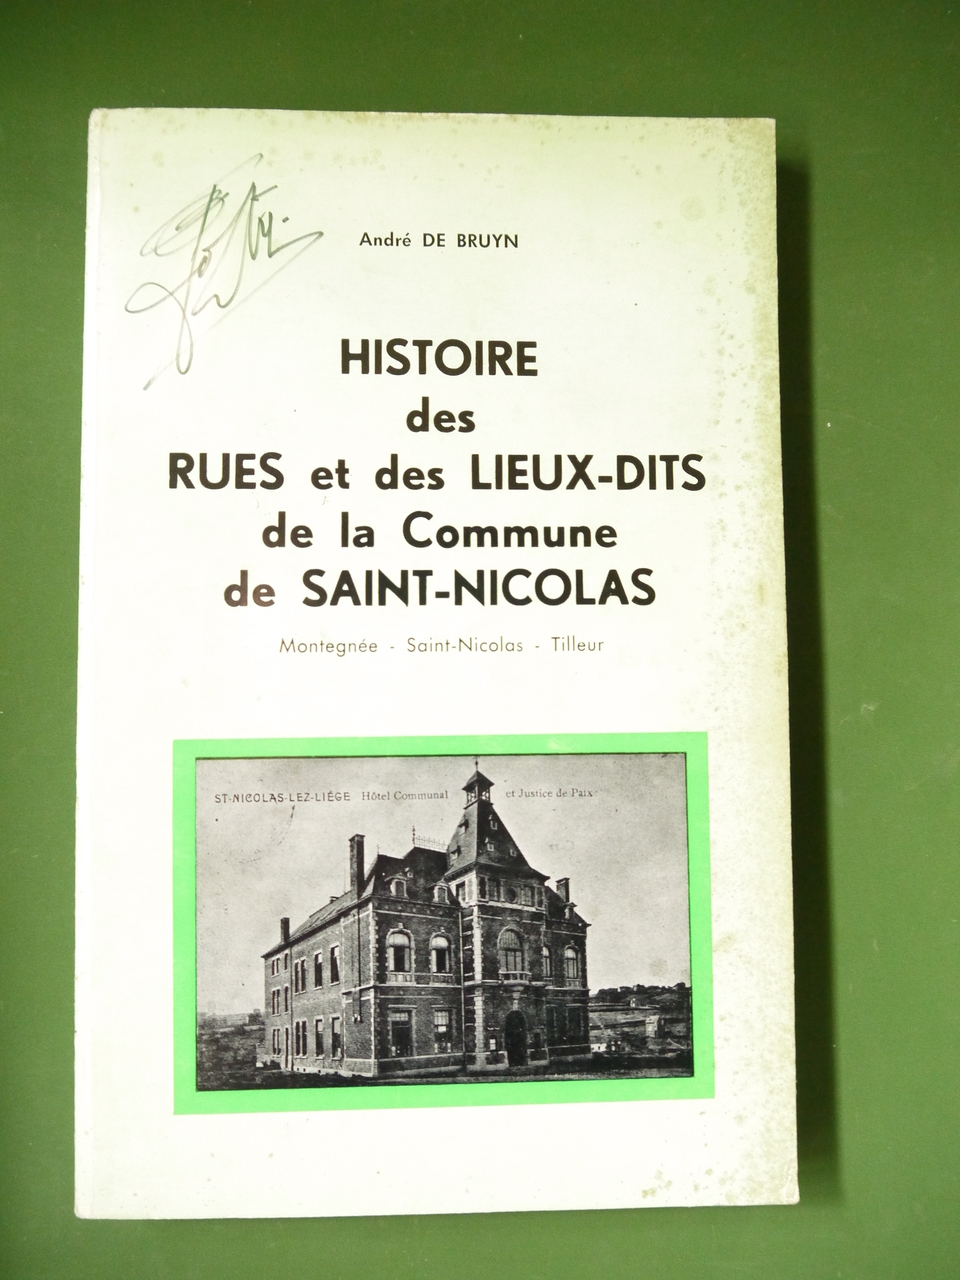 André DE BRUYN
HISTOIRE
des
RUES et des LIEUX-DITS
de la Commune
de SAINT-NICOLAS
Montegnée - Saint-Nicolas - Tilleur
ST-NICOLAS-LEZ-LIÉGE Hôtel Communal et Justice de Paix